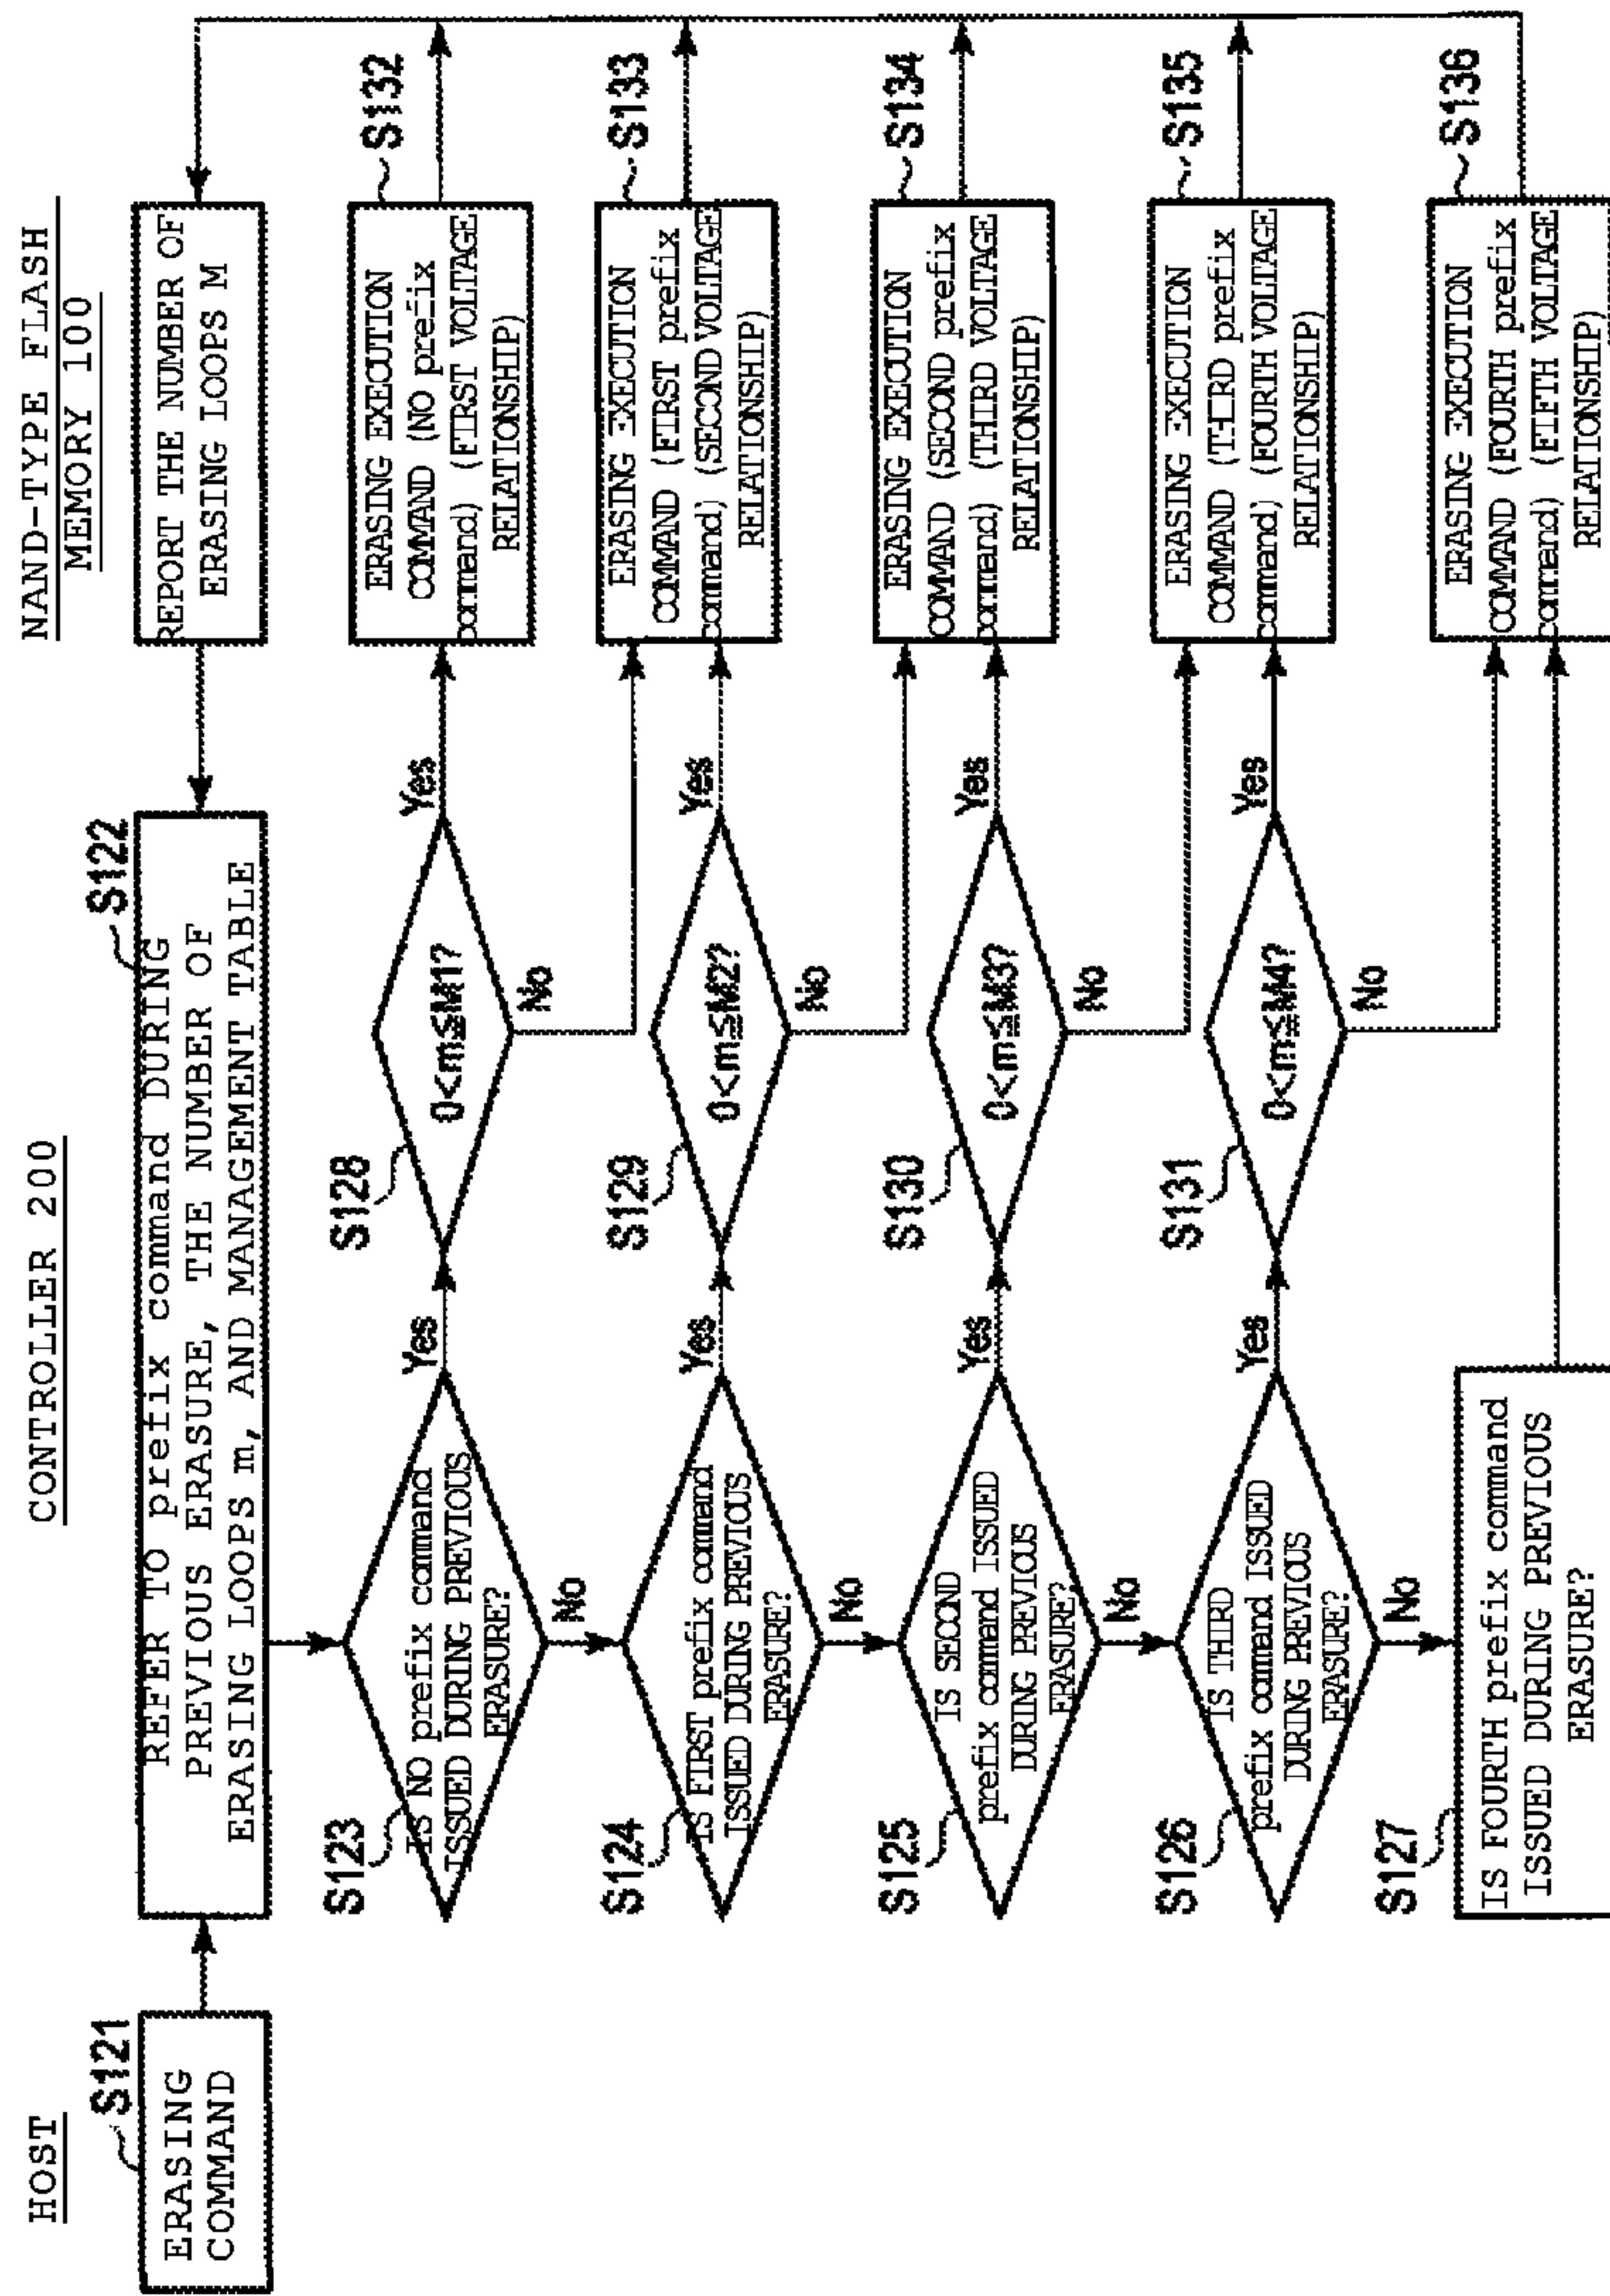 HOST
CONTROLLER 200
NAND-TYPE FLASH
MEMORY 100
S121
ERASING
COMMAND
S122
REFER TO prefix command DURING
PREVIOUS ERASURE, THE NUMBER OF
ERASING LOOPS m, AND MANAGEMENT TABLE
REPORT THE NUMBER OF
ERASING LOOPS M
S123
IS NO prefix command
ISSUED DURING PREVIOUS
ERASURE?
Yes
No
S128
0<m≦M1?
Yes
No
S132
ERASING EXECUTION
COMMAND (NO prefix
command) (FIRST VOLTAGE
RELATIONSHIP)
S124
IS FIRST prefix command
ISSUED DURING PREVIOUS
ERASURE?
Yes
No
S129
0<m≦M2?
Yes
No
S133
ERASING EXECUTION
COMMAND (FIRST prefix
command) (SECOND VOLTAGE
RELATIONSHIP)
S125
IS SECOND
prefix command ISSUED
DURING PREVIOUS
ERASURE?
Yes
No
S130
0<m≦M3?
Yes
No
S134
ERASING EXECUTION
COMMAND (SECOND prefix
command) (THIRD VOLTAGE
RELATIONSHIP)
S126
IS THIRD
prefix command ISSUED
DURING PREVIOUS
ERASURE?
Yes
No
S131
0<m≦M4?
Yes
No
S135
ERASING EXECUTION
COMMAND (THIRD prefix
command) (FOURTH VOLTAGE
RELATIONSHIP)
S127
IS FOURTH prefix command
ISSUED DURING PREVIOUS
ERASURE?
S136
ERASING EXECUTION
COMMAND (FOURTH prefix
command) (FIFTH VOLTAGE
RELATIONSHIP)